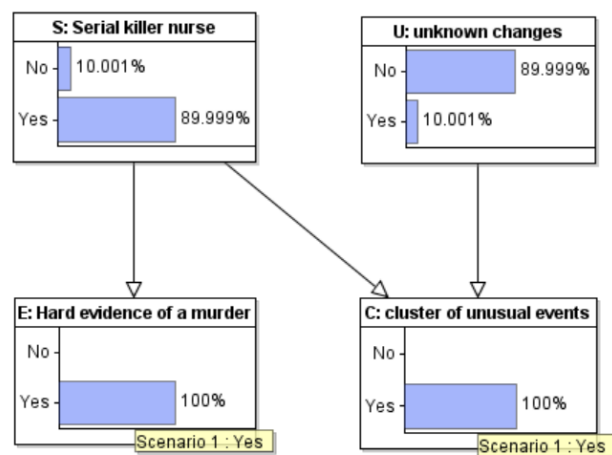 S: Serial killer nurse
No 10.001%
Yes 89.999%
U: unknown changes
No 89.999%
Yes 10.001%
E: Hard evidence of a murder
No
Yes 100%
Scenario 1 : Yes
C: cluster of unusual events
No
Yes 100%
Scenario 1 : Yes